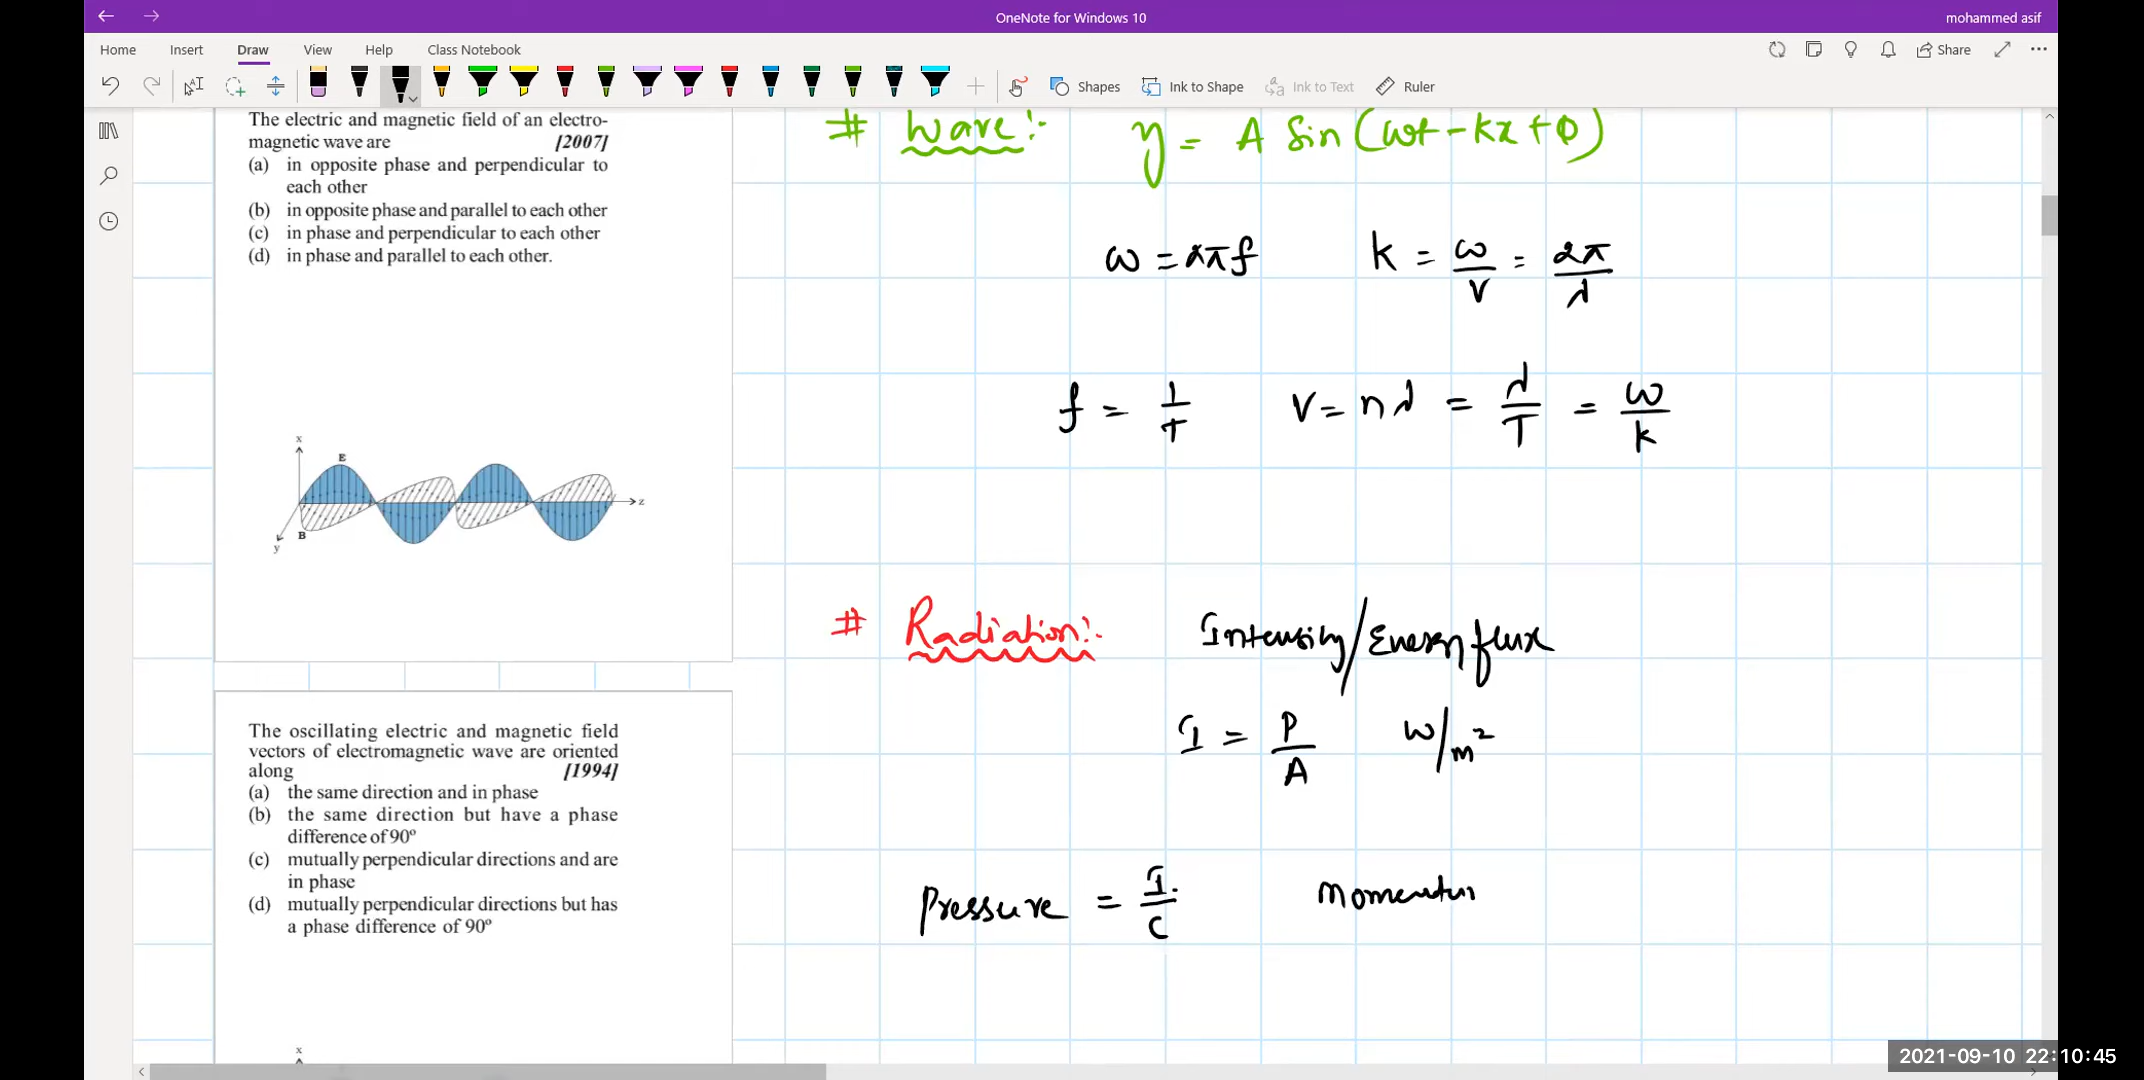 OneNote for Windows 10
mohammed asif
Home Insert Draw View Help Class Notebook
Share
Shapes Ink to Shape Ink to Text Ruler
The electric and magnetic field of an electro-
magnetic wave are [2007]
(a) in opposite phase and perpendicular to
each other
(b) in opposite phase and parallel to each other
(c) in phase and perpendicular to each other
(d) in phase and parallel to each other.
x
E
z
B
y
The oscillating electric and magnetic field
vectors of electromagnetic wave are oriented
along [1994]
(a) the same direction and in phase
(b) the same direction but have a phase
difference of 90º
(c) mutually perpendicular directions and are
in phase
(d) mutually perpendicular directions but has
a phase difference of 90º
x
# Wave:- y = A Sin (ωt - kx + Φ)
ω = 2πf k = ω/v = 2π/λ
f = 1/T v = nλ = λ/T = ω/k
# Radiation:- Intensity/Energy flux
I = P/A W/m²
Pressure = I/C Momentum
2021-09-10 22:10:45